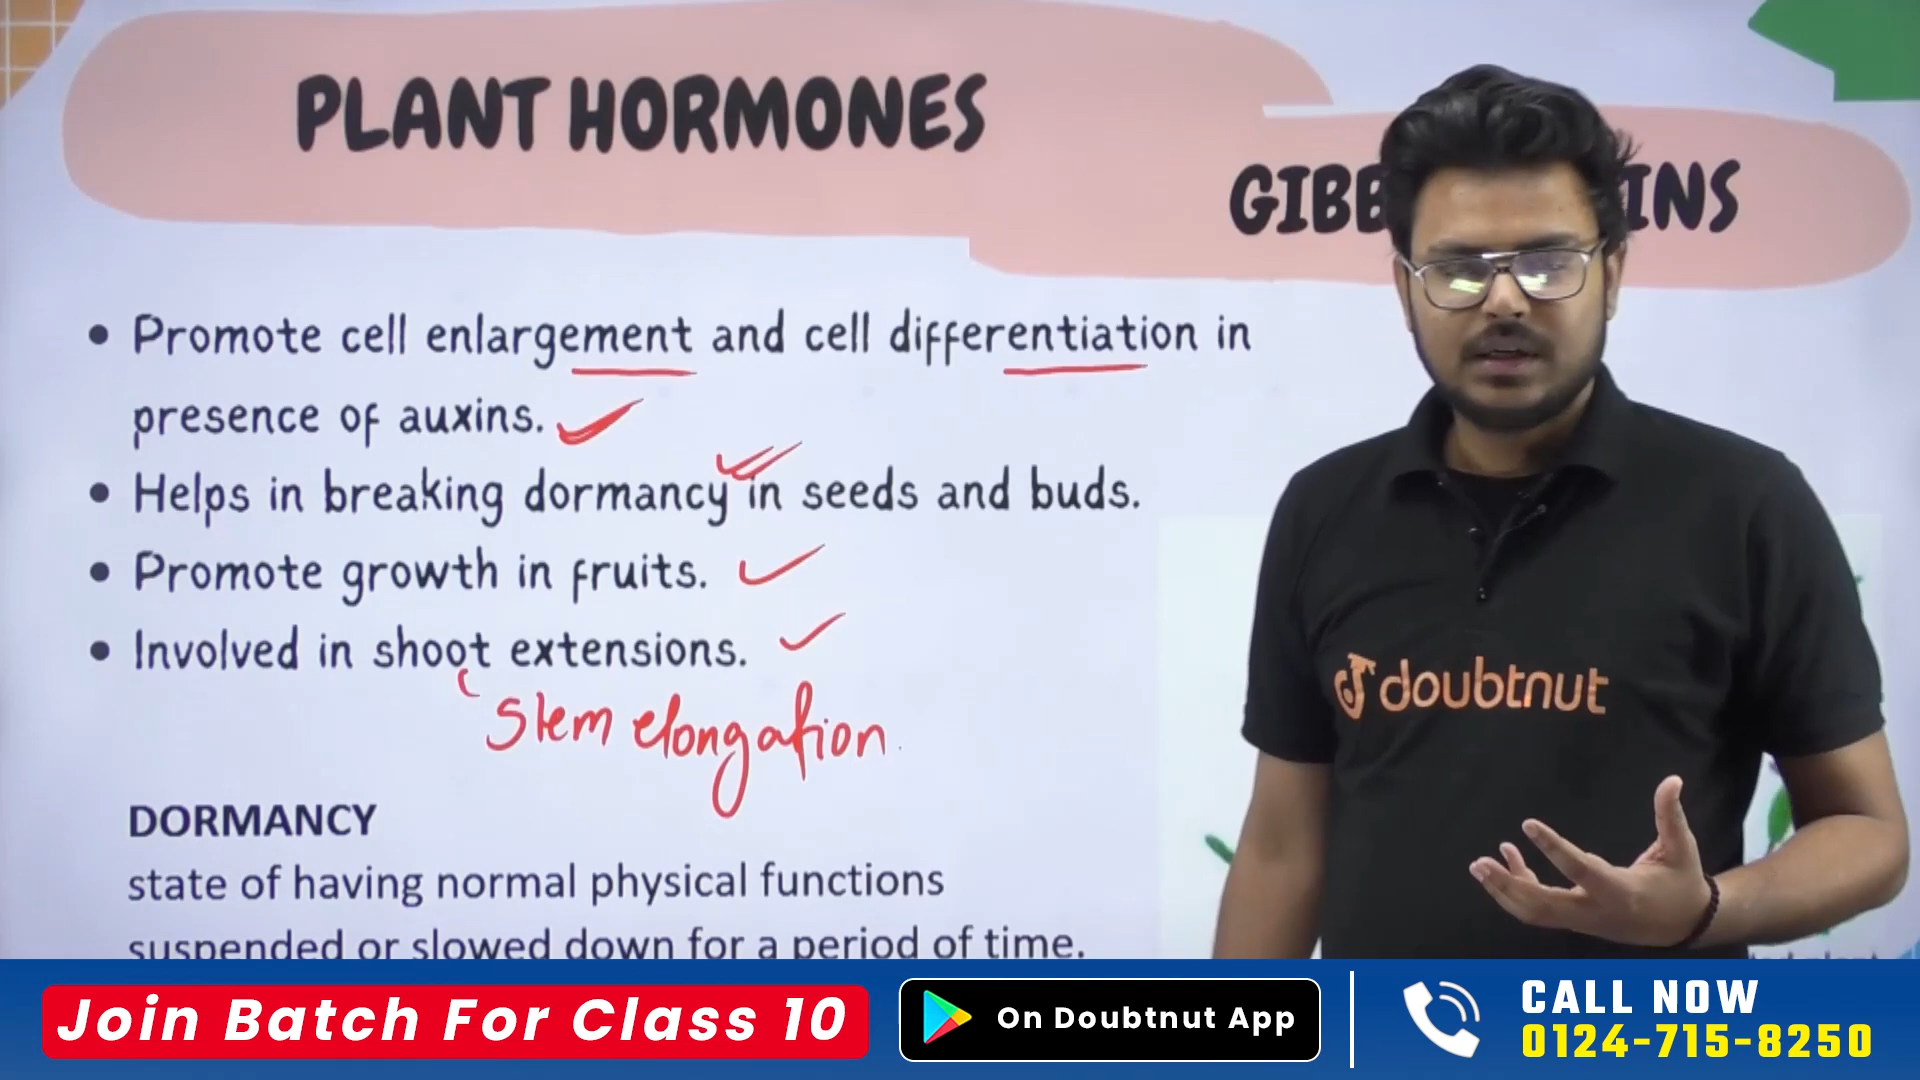 PLANT HORMONES
INS
• Promote cell enlargement and cell differentiation in
presence of auxins.
• Helps in breaking dormancy in seeds and buds.
• Promote growth in fruits.
• Involved in shoot extensions.
Stem elongation
DORMANCY
state of having normal physical functions
suspended or slowed down for a period of time.
doubtnut
Join Batch For Class 10
On Doubtnut App
CALL NOW
0124-715-8250